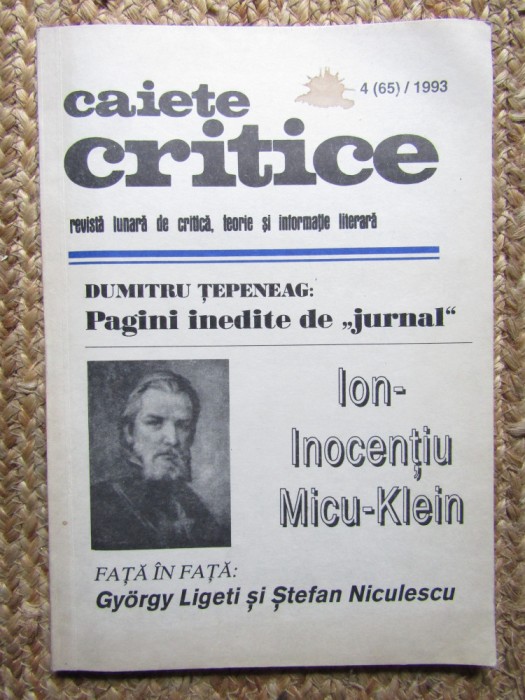 4 (65) / 1993
caiete
critice
revistă lunară de critică, teorie și informație literară
DUMITRU ȚEPENEAG:
Pagini inedite de „jurnal“
Ion-
Inocențiu
Micu-Klein
FAȚĂ ÎN FAȚĂ:
György Ligeti și Ștefan Niculescu